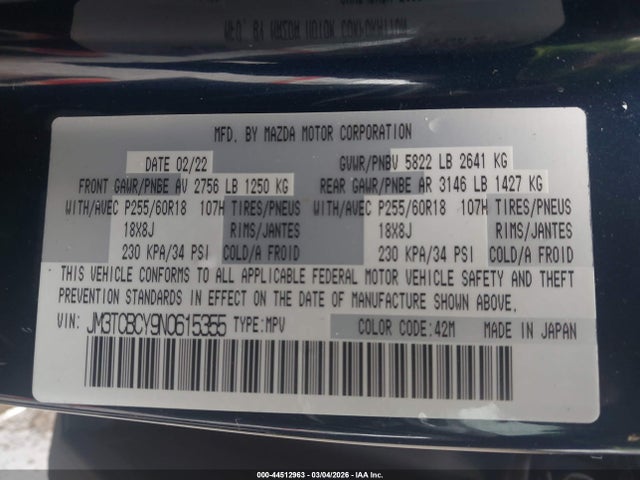 MFD. BY MAZDA MOTOR CORPORATION
DATE 02/22 GVWR/PNBV 5822 LB 2641 KG
FRONT GAWR/PNBE AV 2756 LB 1250 KG REAR GAWR/PNBE AR 3146 LB 1427 KG
WITH/AVEC P255/60R18 107H TIRES/PNEUS WITH/AVEC P255/60R18 107H TIRES/PNEUS
18X8J RIMS/JANTES 18X8J RIMS/JANTES
230 KPA/34 PSI COLD/A FROID 230 KPA/34 PSI COLD/A FROID
THIS VEHICLE CONFORMS TO ALL APPLICABLE FEDERAL MOTOR VEHICLE SAFETY AND THEFT
PREVENTION STANDARDS IN EFFECT ON THE DATE OF MANUFACTURE SHOWN ABOVE.
VIN: JM3TCBCY9N0615355 TYPE:MPV COLOR CODE:42M MADE IN JAPAN
000-44512963 - 03/04/2026 - IAAI.COM